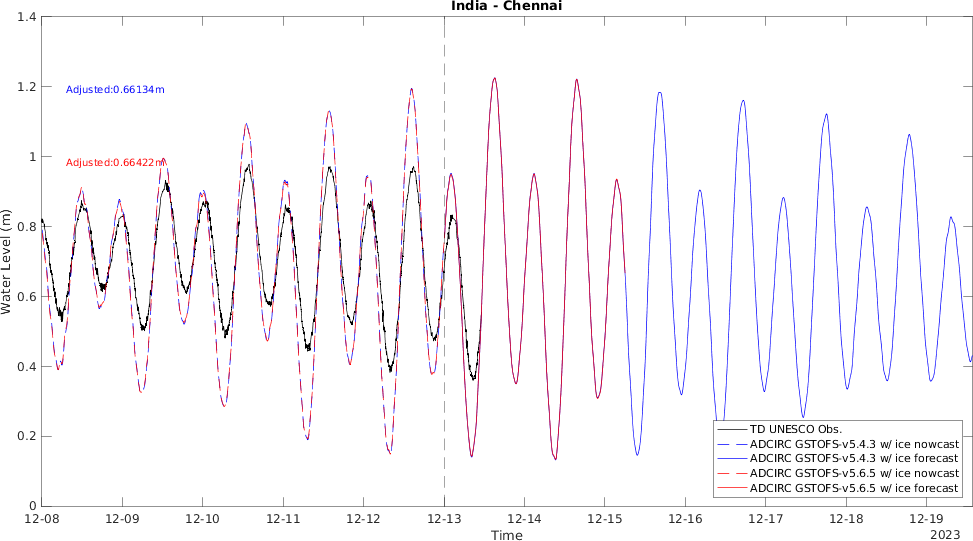 India - Chennai
1.4
1.2
1
0.8
0.6
0.4
0.2
0
Water Level (m)
Adjusted:0.66134m
Adjusted:0.66422m
12-08
12-09
12-10
12-11
12-12
12-13
12-14
12-15
12-16
12-17
12-18
12-19
2023
Time
TD UNESCO Obs.
ADCIRC GSTOFS-v5.4.3 w/ ice nowcast
ADCIRC GSTOFS-v5.4.3 w/ ice forecast
ADCIRC GSTOFS-v5.6.5 w/ ice nowcast
ADCIRC GSTOFS-v5.6.5 w/ ice forecast